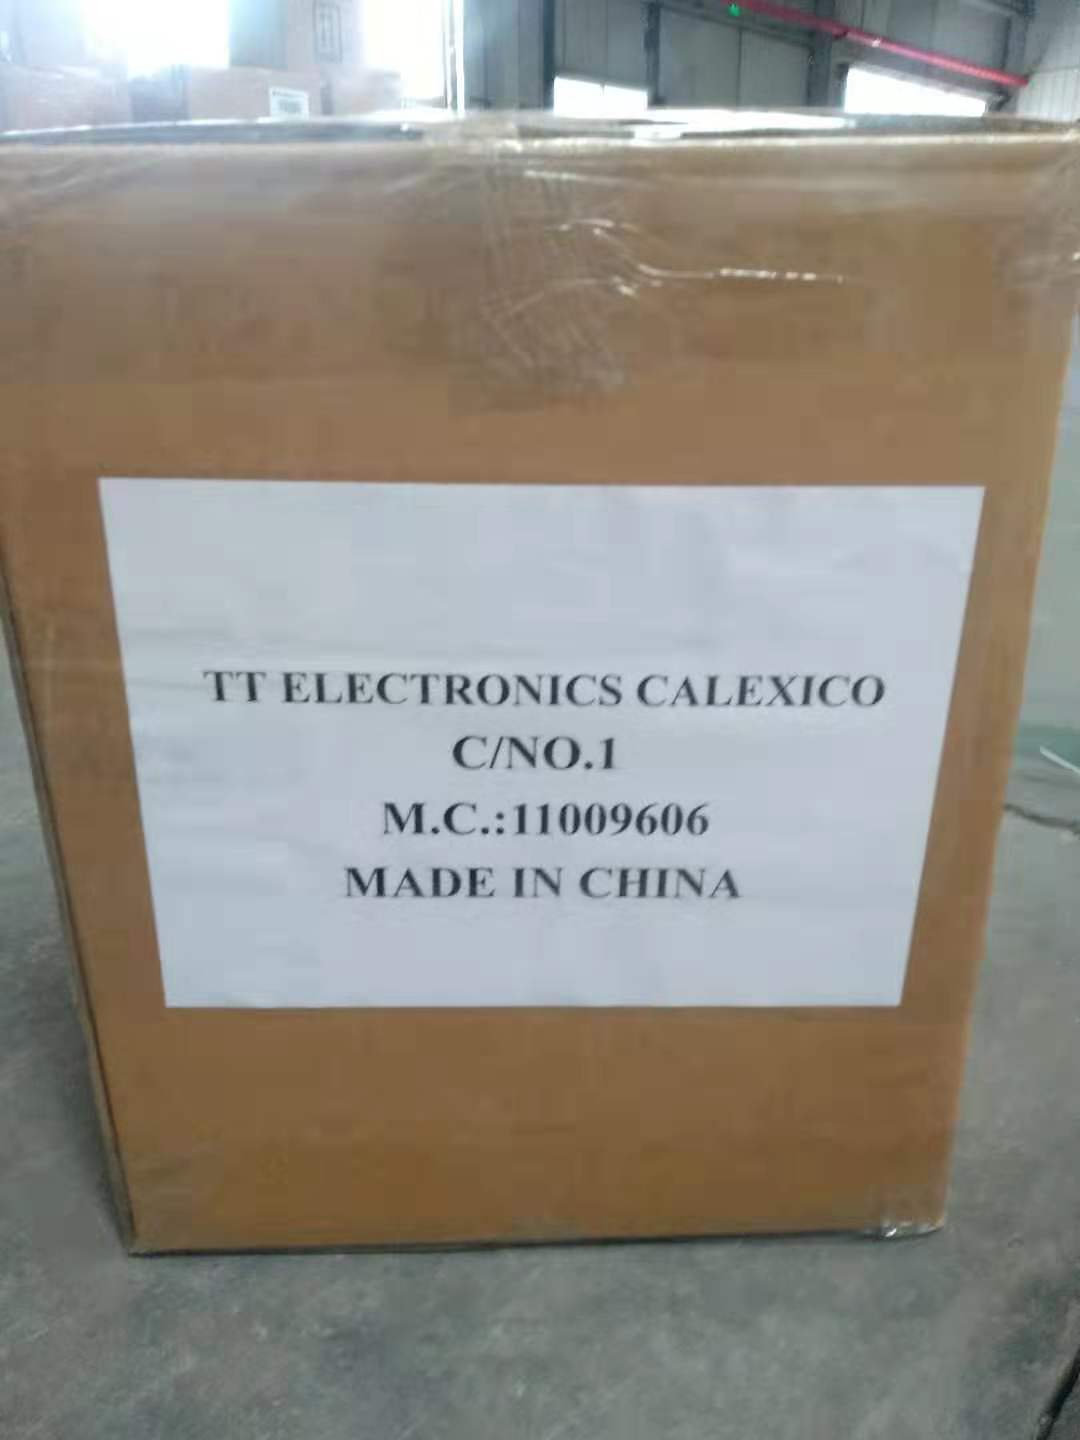 TT ELECTRONICS CALEXICO
C/NO.1
M.C.:11009606
MADE IN CHINA